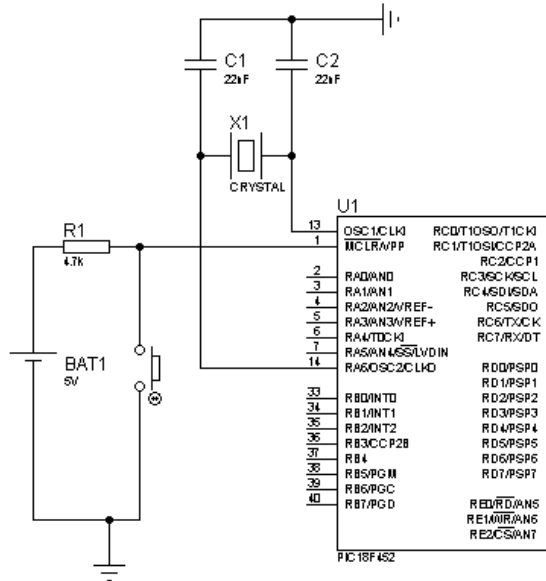 C1
22nF
C2
22nF
X1
CRYSTAL
R1
4.7k
BAT1
5V
U1
13 OSC1/CLKI
1 MCLR/VPP
2 RA0/AN0
3 RA1/AN1
4 RA2/AN2/VREF-
5 RA3/AN3/VREF+
6 RA4/T0CKI
7 RA5/AN4/SS/LVDIN
14 RA6/OSC2/CLKO
33 RB0/INT0
34 RB1/INT1
35 RB2/INT2
36 RB3/CCP2B
37 RB4
38 RB5/PGM
39 RB6/PGC
40 RB7/PGD
RC0/T1OSO/T1CKI
RC1/T1OSI/CCP2A
RC2/CCP1
RC3/SCK/SCL
RC4/SDI/SDA
RC5/SDO
RC6/TX/CK
RC7/RX/DT
RD0/PSP0
RD1/PSP1
RD2/PSP2
RD3/PSP3
RD4/PSP4
RD5/PSP5
RD6/PSP6
RD7/PSP7
RE0/RD/AN5
RE1/WR/AN6
RE2/CS/AN7
PIC18F452